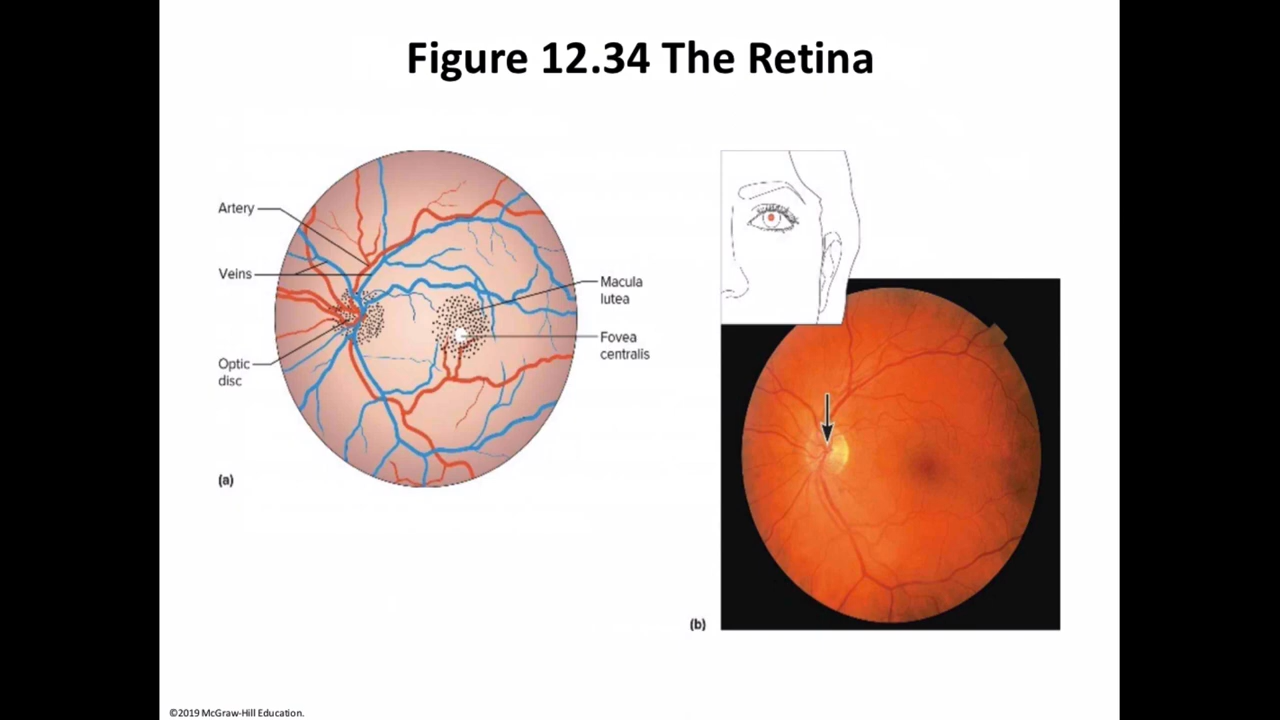 Figure 12.34 The Retina
Artery
Veins
Optic
disc
Macula
lutea
Fovea
centralis
(a)
(b)
©2019 McGraw-Hill Education.